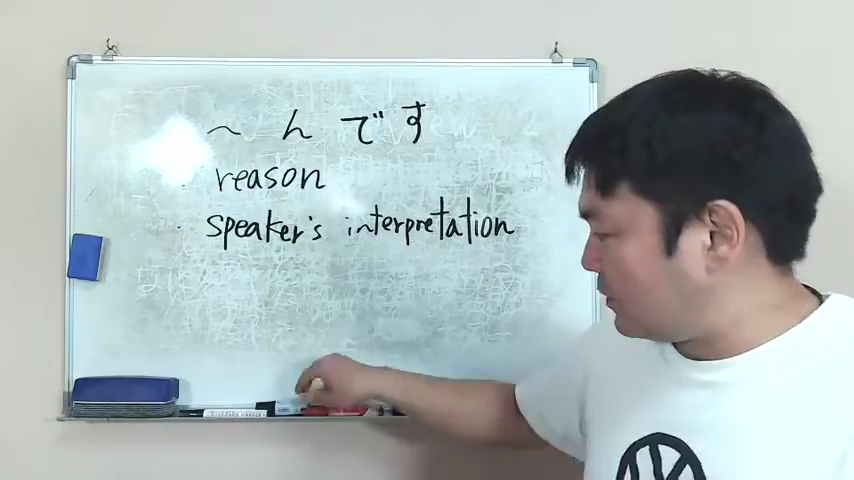 ～んです
reason
speaker's interpretation